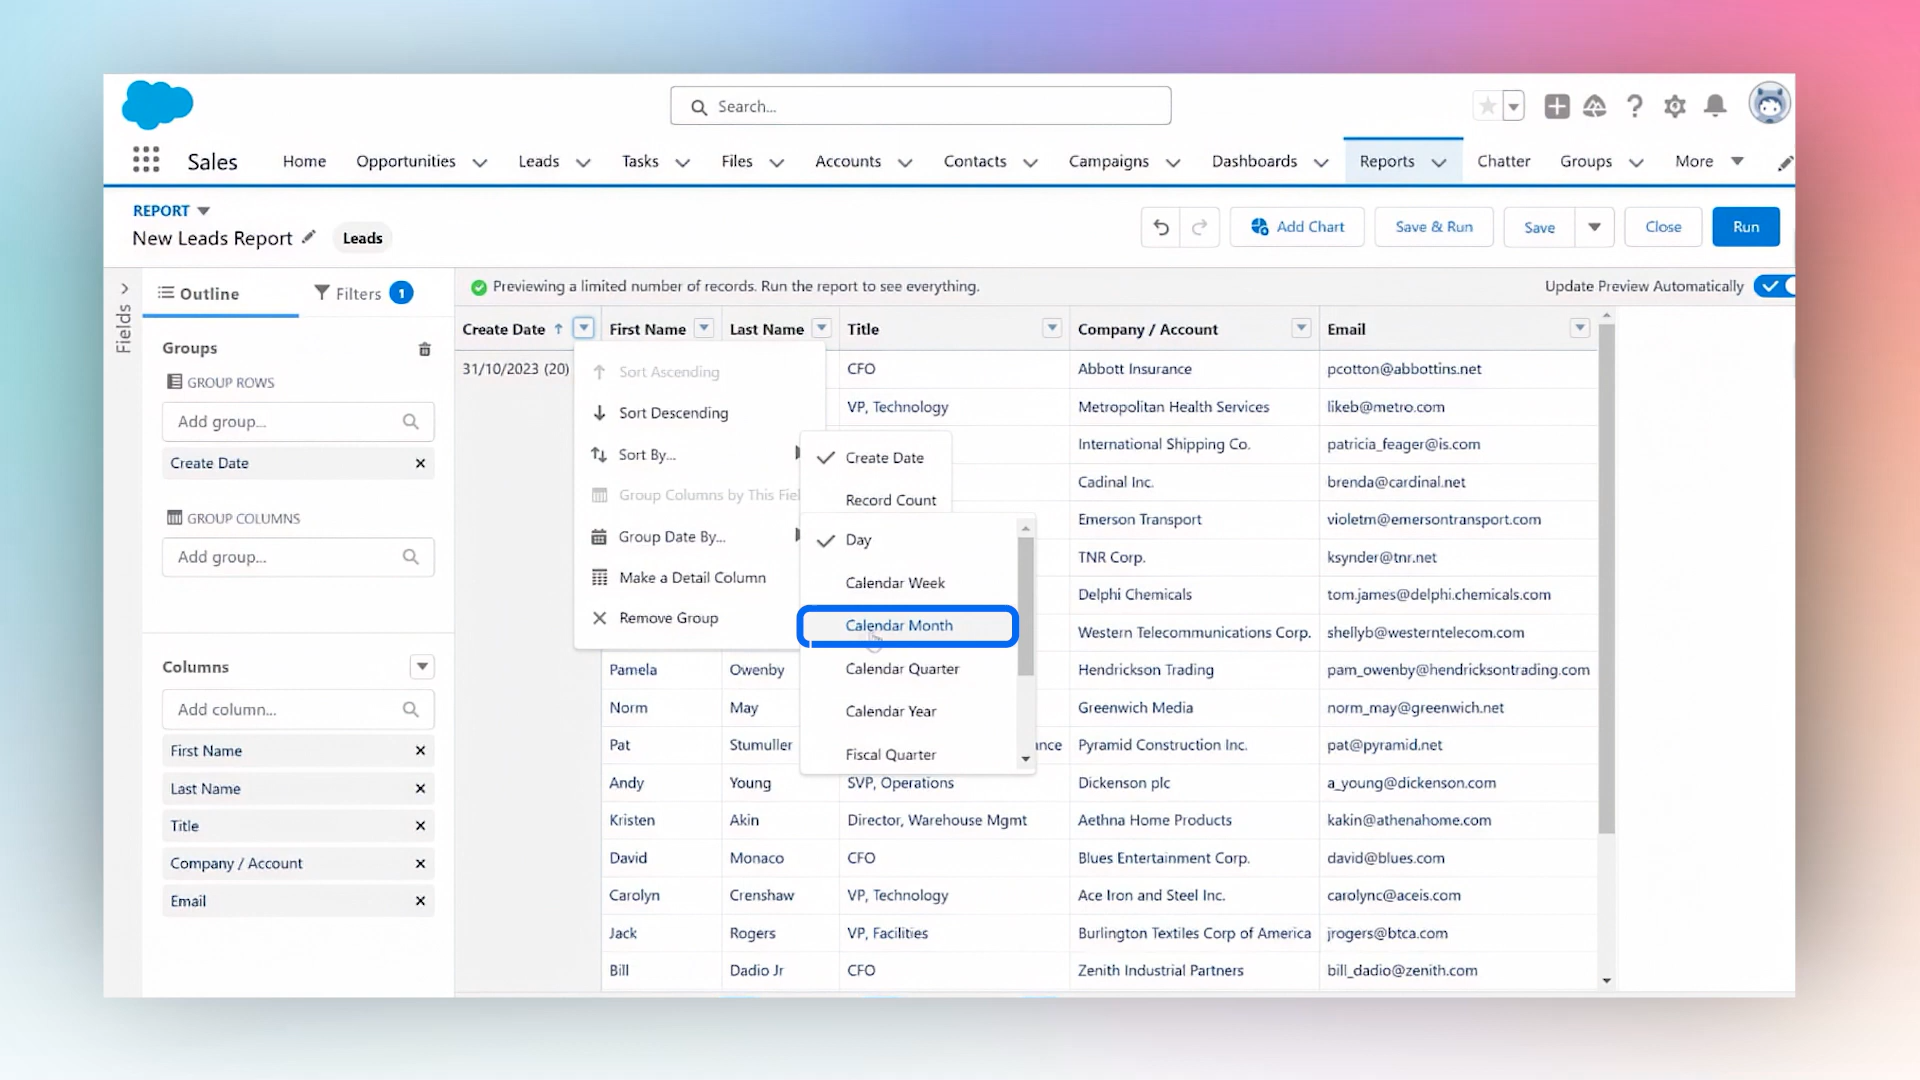 Search...
Sales
Home
Opportunities
Leads
Tasks
Files
Accounts
Contacts
Campaigns
Dashboards
Reports
Chatter
Groups
More
REPORT
New Leads Report
Leads
Add Chart
Save & Run
Save
Close
Run
Fields
Outline
Filters 1
Previewing a limited number of records. Run the report to see everything.
Update Preview Automatically
Groups
GROUP ROWS
Add group...
Create Date
GROUP COLUMNS
Add group...
Columns
Add column...
First Name
Last Name
Title
Company / Account
Email
Create Date
First Name
Last Name
Title
Company / Account
Email
31/10/2023 (20)
CFO Abbott Insurance pcotton@abbottins.net
VP, Technology Metropolitan Health Services likeb@metro.com
International Shipping Co. patricia_feager@is.com
Cadinal Inc. brenda@cardinal.net
Emerson Transport violetm@emersontransport.com
TNR Corp. ksynder@tnr.net
Delphi Chemicals tom.james@delphi.chemicals.com
Western Telecommunications Corp. shellyb@westerntelecom.com
Pamela Owenby Hendrickson Trading pam_owenby@hendricksontrading.com
Norm May Greenwich Media norm_may@greenwich.net
Pat Stumuller Pyramid Construction Inc. pat@pyramid.net
Andy Young SVP, Operations Dickenson plc a_young@dickenson.com
Kristen Akin Director, Warehouse Mgmt Aethna Home Products kakin@athenahome.com
David Monaco CFO Blues Entertainment Corp. david@blues.com
Carolyn Crenshaw VP, Technology Ace Iron and Steel Inc. carolync@aceis.com
Jack Rogers VP, Facilities Burlington Textiles Corp of America jrogers@btca.com
Bill Dadio Jr CFO Zenith Industrial Partners bill_dadio@zenith.com
Sort Ascending
Sort Descending
Sort By...
Group Columns by This Fiel
Group Date By...
Make a Detail Column
Remove Group
Create Date
Record Count
Day
Calendar Week
Calendar Month
Calendar Quarter
Calendar Year
Fiscal Quarter